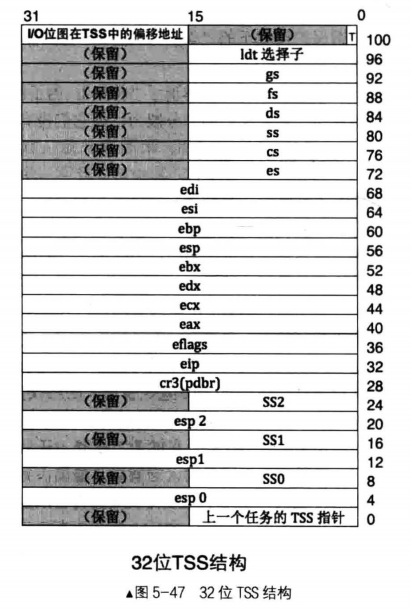 31 15 0
I/O位图在TSS中的偏移地址 (保留) T 100
(保留) ldt 选择子 96
(保留) gs 92
(保留) fs 88
(保留) ds 84
(保留) ss 80
(保留) cs 76
(保留) es 72
edi 68
esi 64
ebp 60
esp 56
ebx 52
edx 48
ecx 44
eax 40
eflags 36
eip 32
cr3(pdbr) 28
(保留) SS2 24
esp 2 20
(保留) SS1 16
esp1 12
(保留) SS0 8
esp 0 4
(保留) 上一个任务的 TSS 指针 0
32位TSS结构
▲图 5-47 32 位 TSS 结构